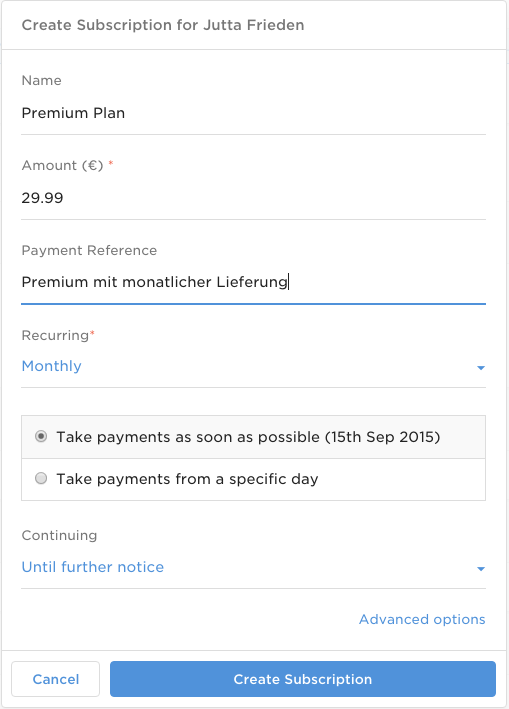 Create Subscription for Jutta Frieden
Name
Premium Plan
Amount (€) *
29.99
Payment Reference
Premium mit monatlicher Lieferung
Recurring*
Monthly
Take payments as soon as possible (15th Sep 2015)
Take payments from a specific day
Continuing
Until further notice
Advanced options
Cancel
Create Subscription